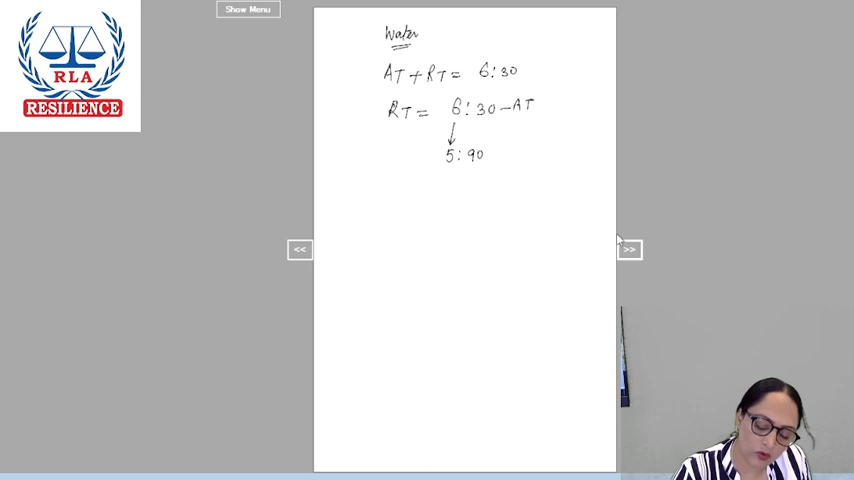 Show Menu
RLA
RESILIENCE
Water
AT + RT = 6:30
RT = 6:30 - AT
5:90
<< >>